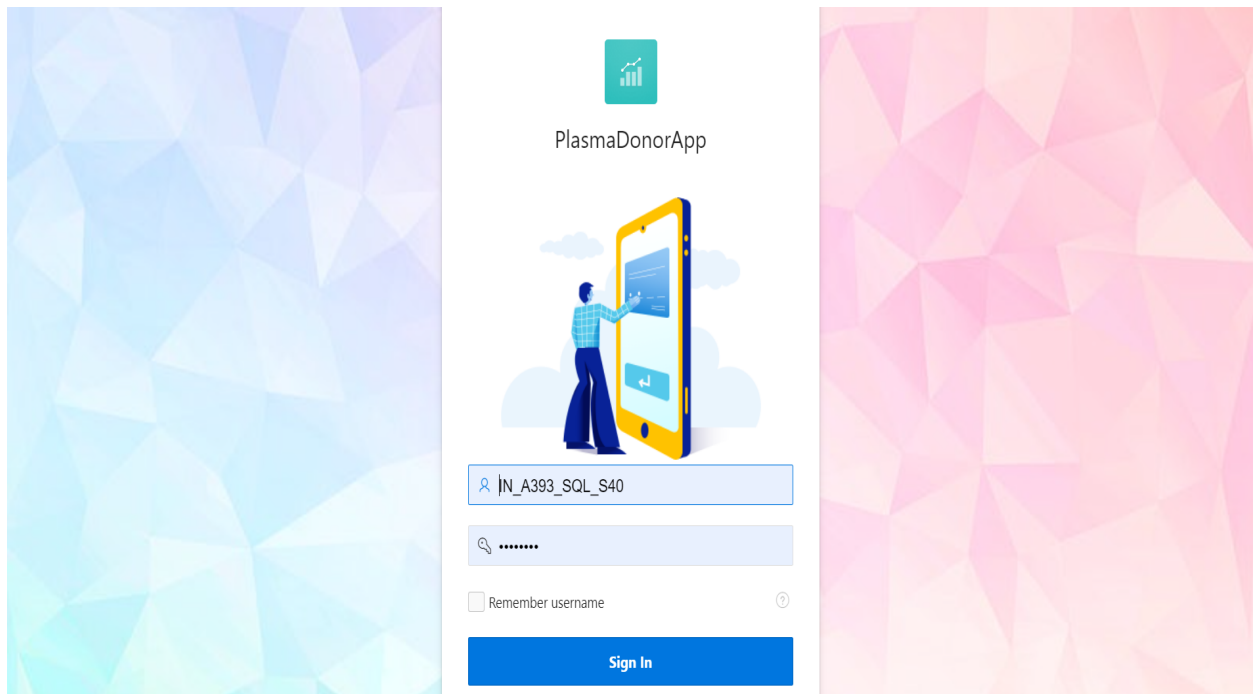 PlasmaDonorApp
IN_A393_SQL_S40
••••••••
Remember username
Sign In